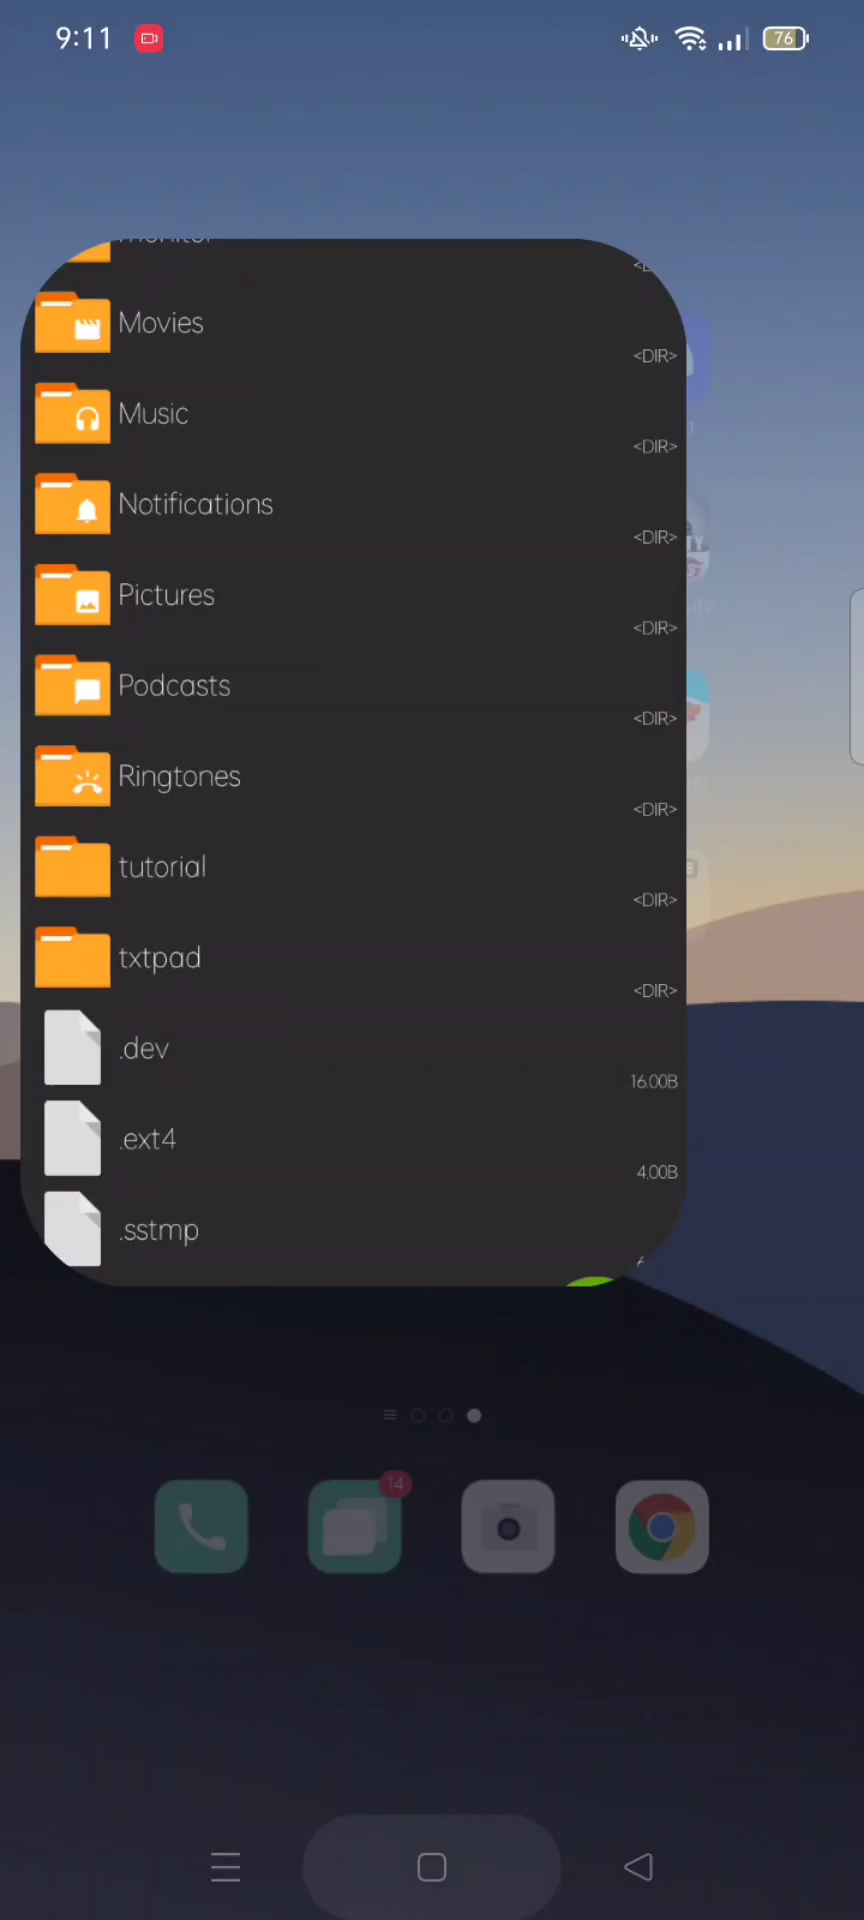 9:11
76
Movies
<DIR>
Music
<DIR>
Notifications
<DIR>
Pictures
<DIR>
Podcasts
<DIR>
Ringtones
<DIR>
tutorial
<DIR>
txtpad
<DIR>
.dev
16.00B
.ext4
4.00B
.sstmp
14